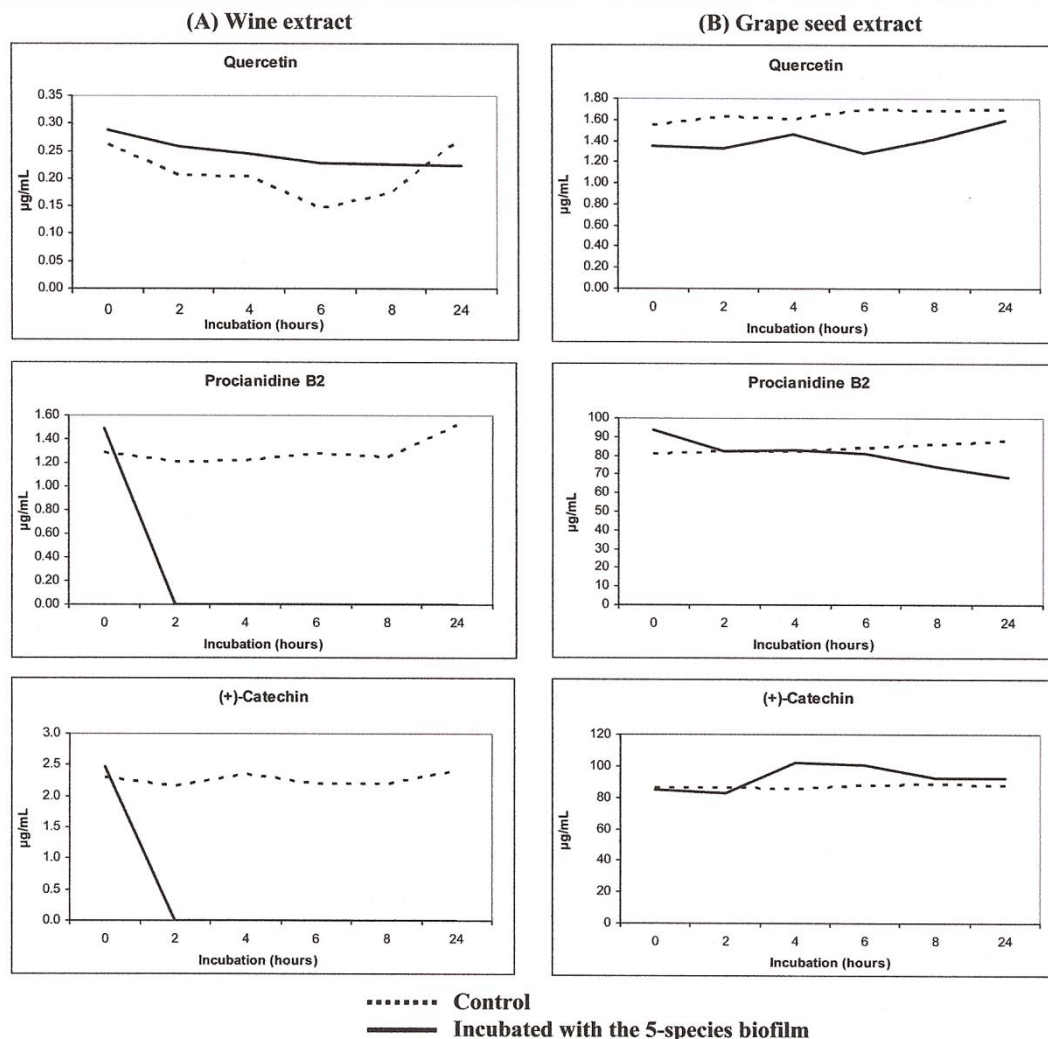 (A) Wine extract
(B) Grape seed extract
Quercetin
0.35
0.30
0.25
0.20
0.15
0.10
0.05
0.00
µg/mL
0 2 4 6 8 24
Incubation (hours)
Quercetin
1.80
1.60
1.40
1.20
1.00
0.80
0.60
0.40
0.20
0.00
µg/mL
0 2 4 6 8 24
Incubation (hours)
Procianidine B2
1.60
1.40
1.20
1.00
0.80
0.60
0.40
0.20
0.00
µg/mL
0 2 4 6 8 24
Incubation (hours)
Procianidine B2
100
90
80
70
60
50
40
30
20
10
0
µg/mL
0 2 4 6 8 24
Incubation (hours)
(+)-Catechin
3.0
2.5
2.0
1.5
1.0
0.5
0.0
µg/mL
0 2 4 6 8 24
Incubation (hours)
(+)-Catechin
120
100
80
60
40
20
0
µg/mL
0 2 4 6 8 24
Incubation (hours)
Control
Incubated with the 5-species biofilm